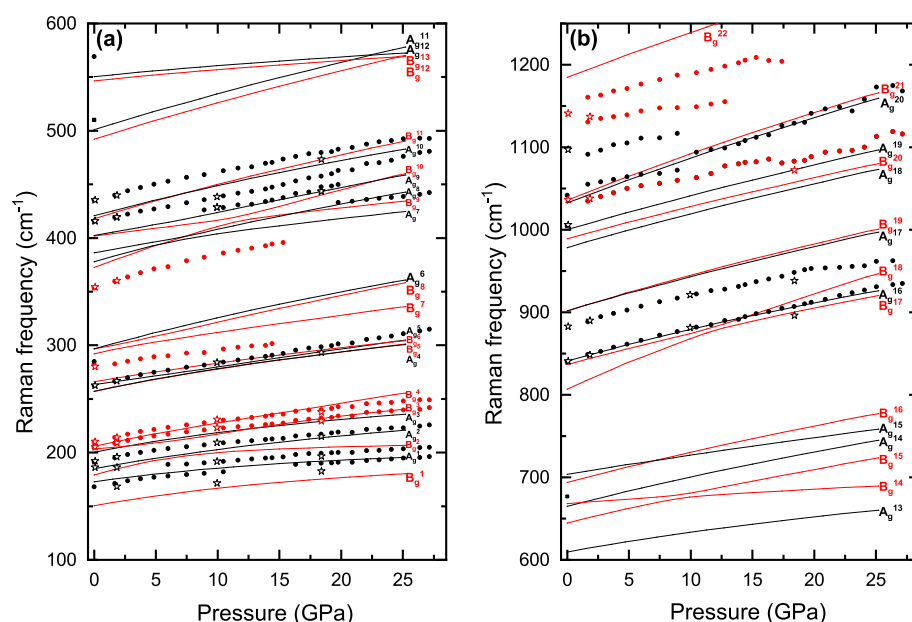 (a)
600
500
400
300
200
100
Raman frequency (cm⁻¹)
0 5 10 15 20 25
Pressure (GPa)
A_g^11
A_g^12
B_g^13
B_g^12
B_g^11
A_g^10
B_g^10
A_g^9
A_g^8
B_g^9
A_g^7
A_g^6
B_g^8
B_g^7
A_g^5
A_g^4
B_g^4
B_g^3
A_g^3
A_g^2
B_g^2
A_g^1
B_g^1
(b)
1200
1100
1000
900
800
700
600
Raman frequency (cm⁻¹)
0 5 10 15 20 25
Pressure (GPa)
B_g^22
B_g^21
A_g^20
A_g^19
B_g^20
A_g^18
B_g^19
A_g^17
B_g^18
A_g^16
B_g^17
B_g^16
A_g^15
A_g^14
B_g^15
B_g^14
A_g^13